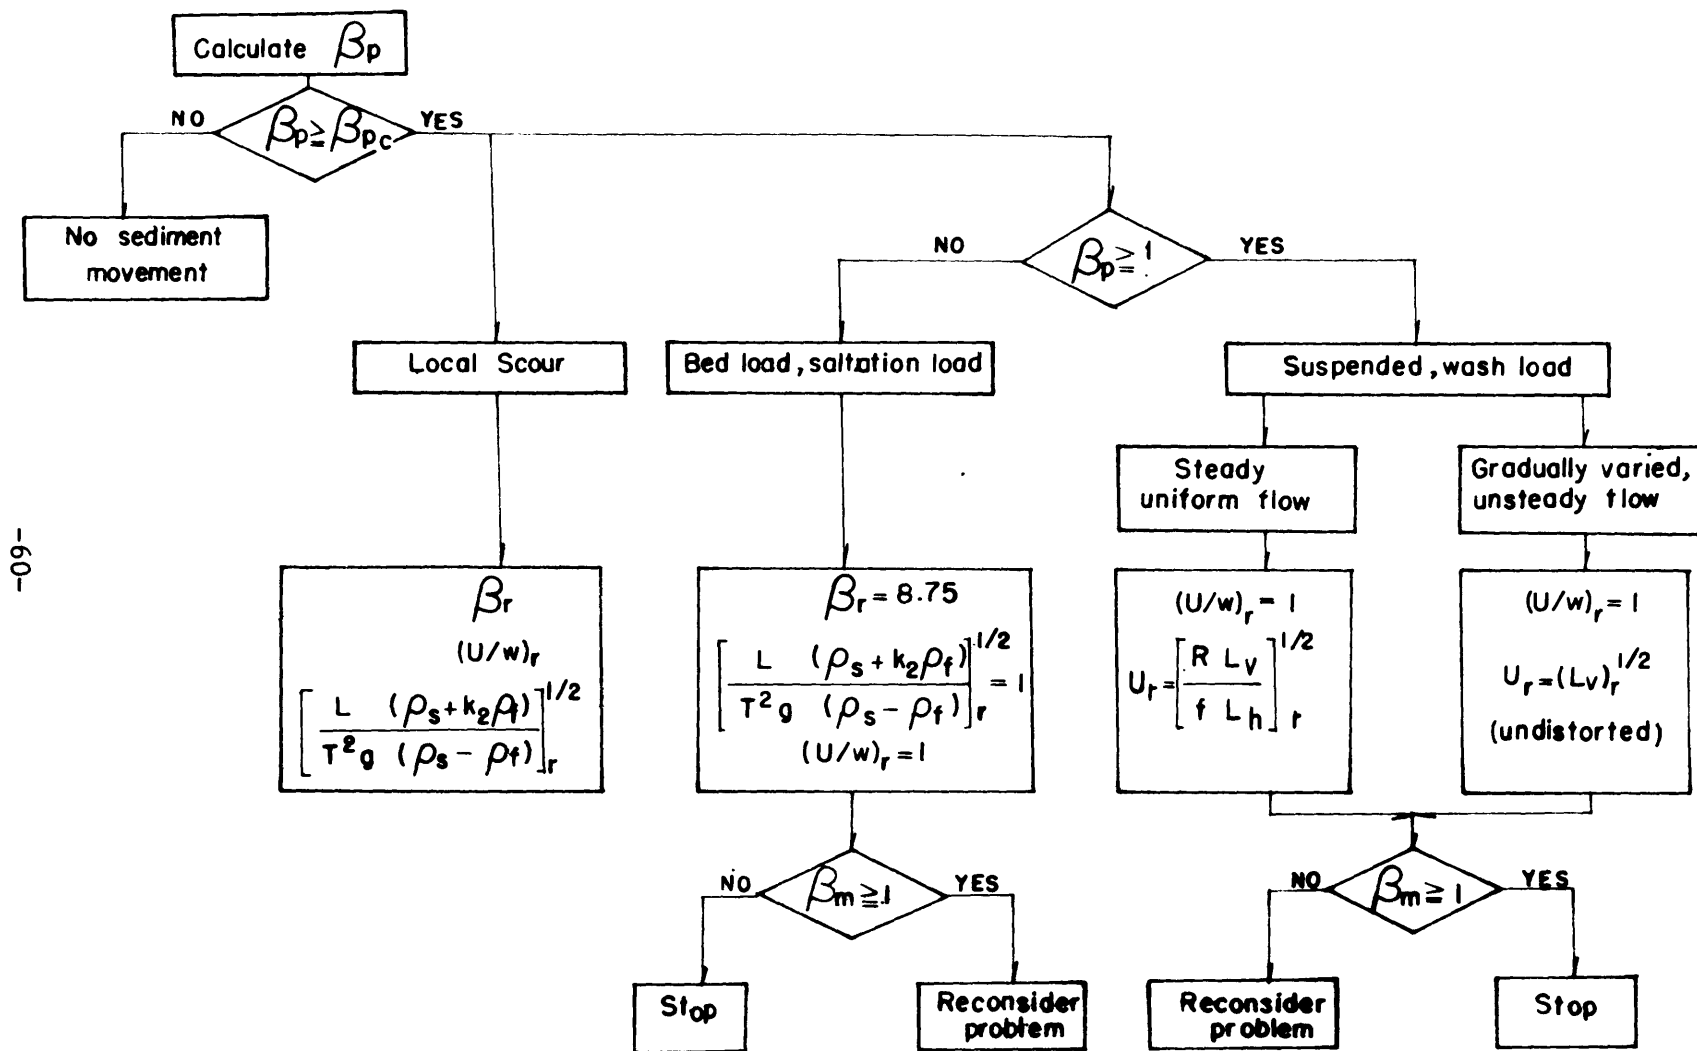 Calculate βp
NO
βp ≥ βpc
YES
No sediment
movement
NO
βp ≥ 1
YES
Local Scour
Bed load, saltation load
Suspended, wash load
Steady
uniform flow
Gradually varied,
unsteady flow
βr
(U/w)r
[L (ρs + k2ρf) / T²g (ρs - ρf)]r^1/2
βr = 8.75
[L (ρs + k2ρf) / T²g (ρs - ρf)]r^1/2 = 1
(U/w)r = 1
(U/w)r = 1
Ur = [R Lv / f Lh]r^1/2
(U/w)r = 1
Ur = (Lv)r^1/2
(undistorted)
NO
βm ≥ 1
YES
NO
βm ≥ 1
YES
Stop
Reconsider
problem
Reconsider
problem
Stop
-60-